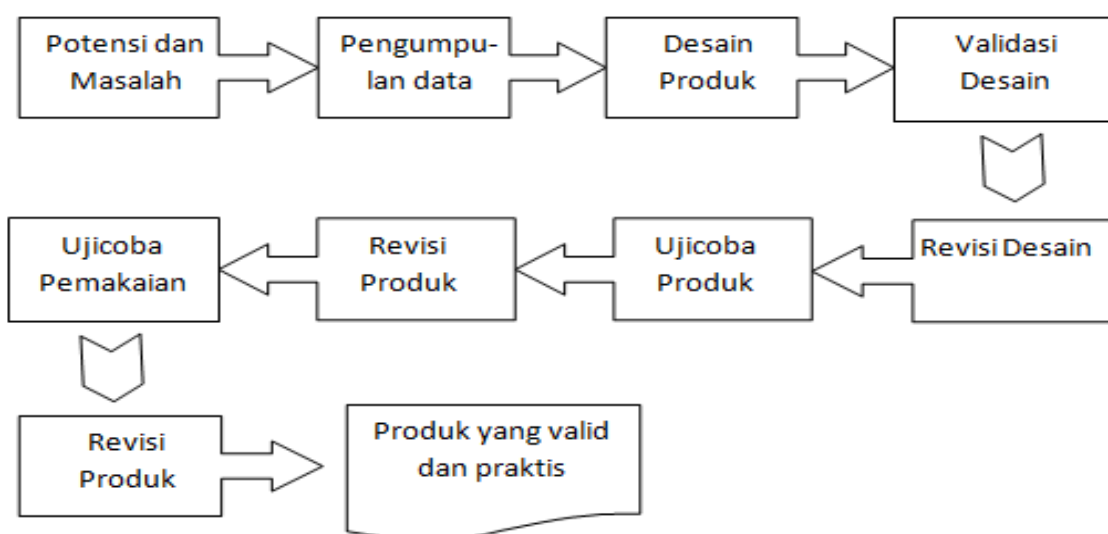 Potensi dan
Masalah
Pengumpu-
lan data
Desain
Produk
Validasi
Desain
Revisi Desain
Ujicoba
Produk
Revisi
Produk
Ujicoba
Pemakaian
Revisi
Produk
Produk yang valid
dan praktis